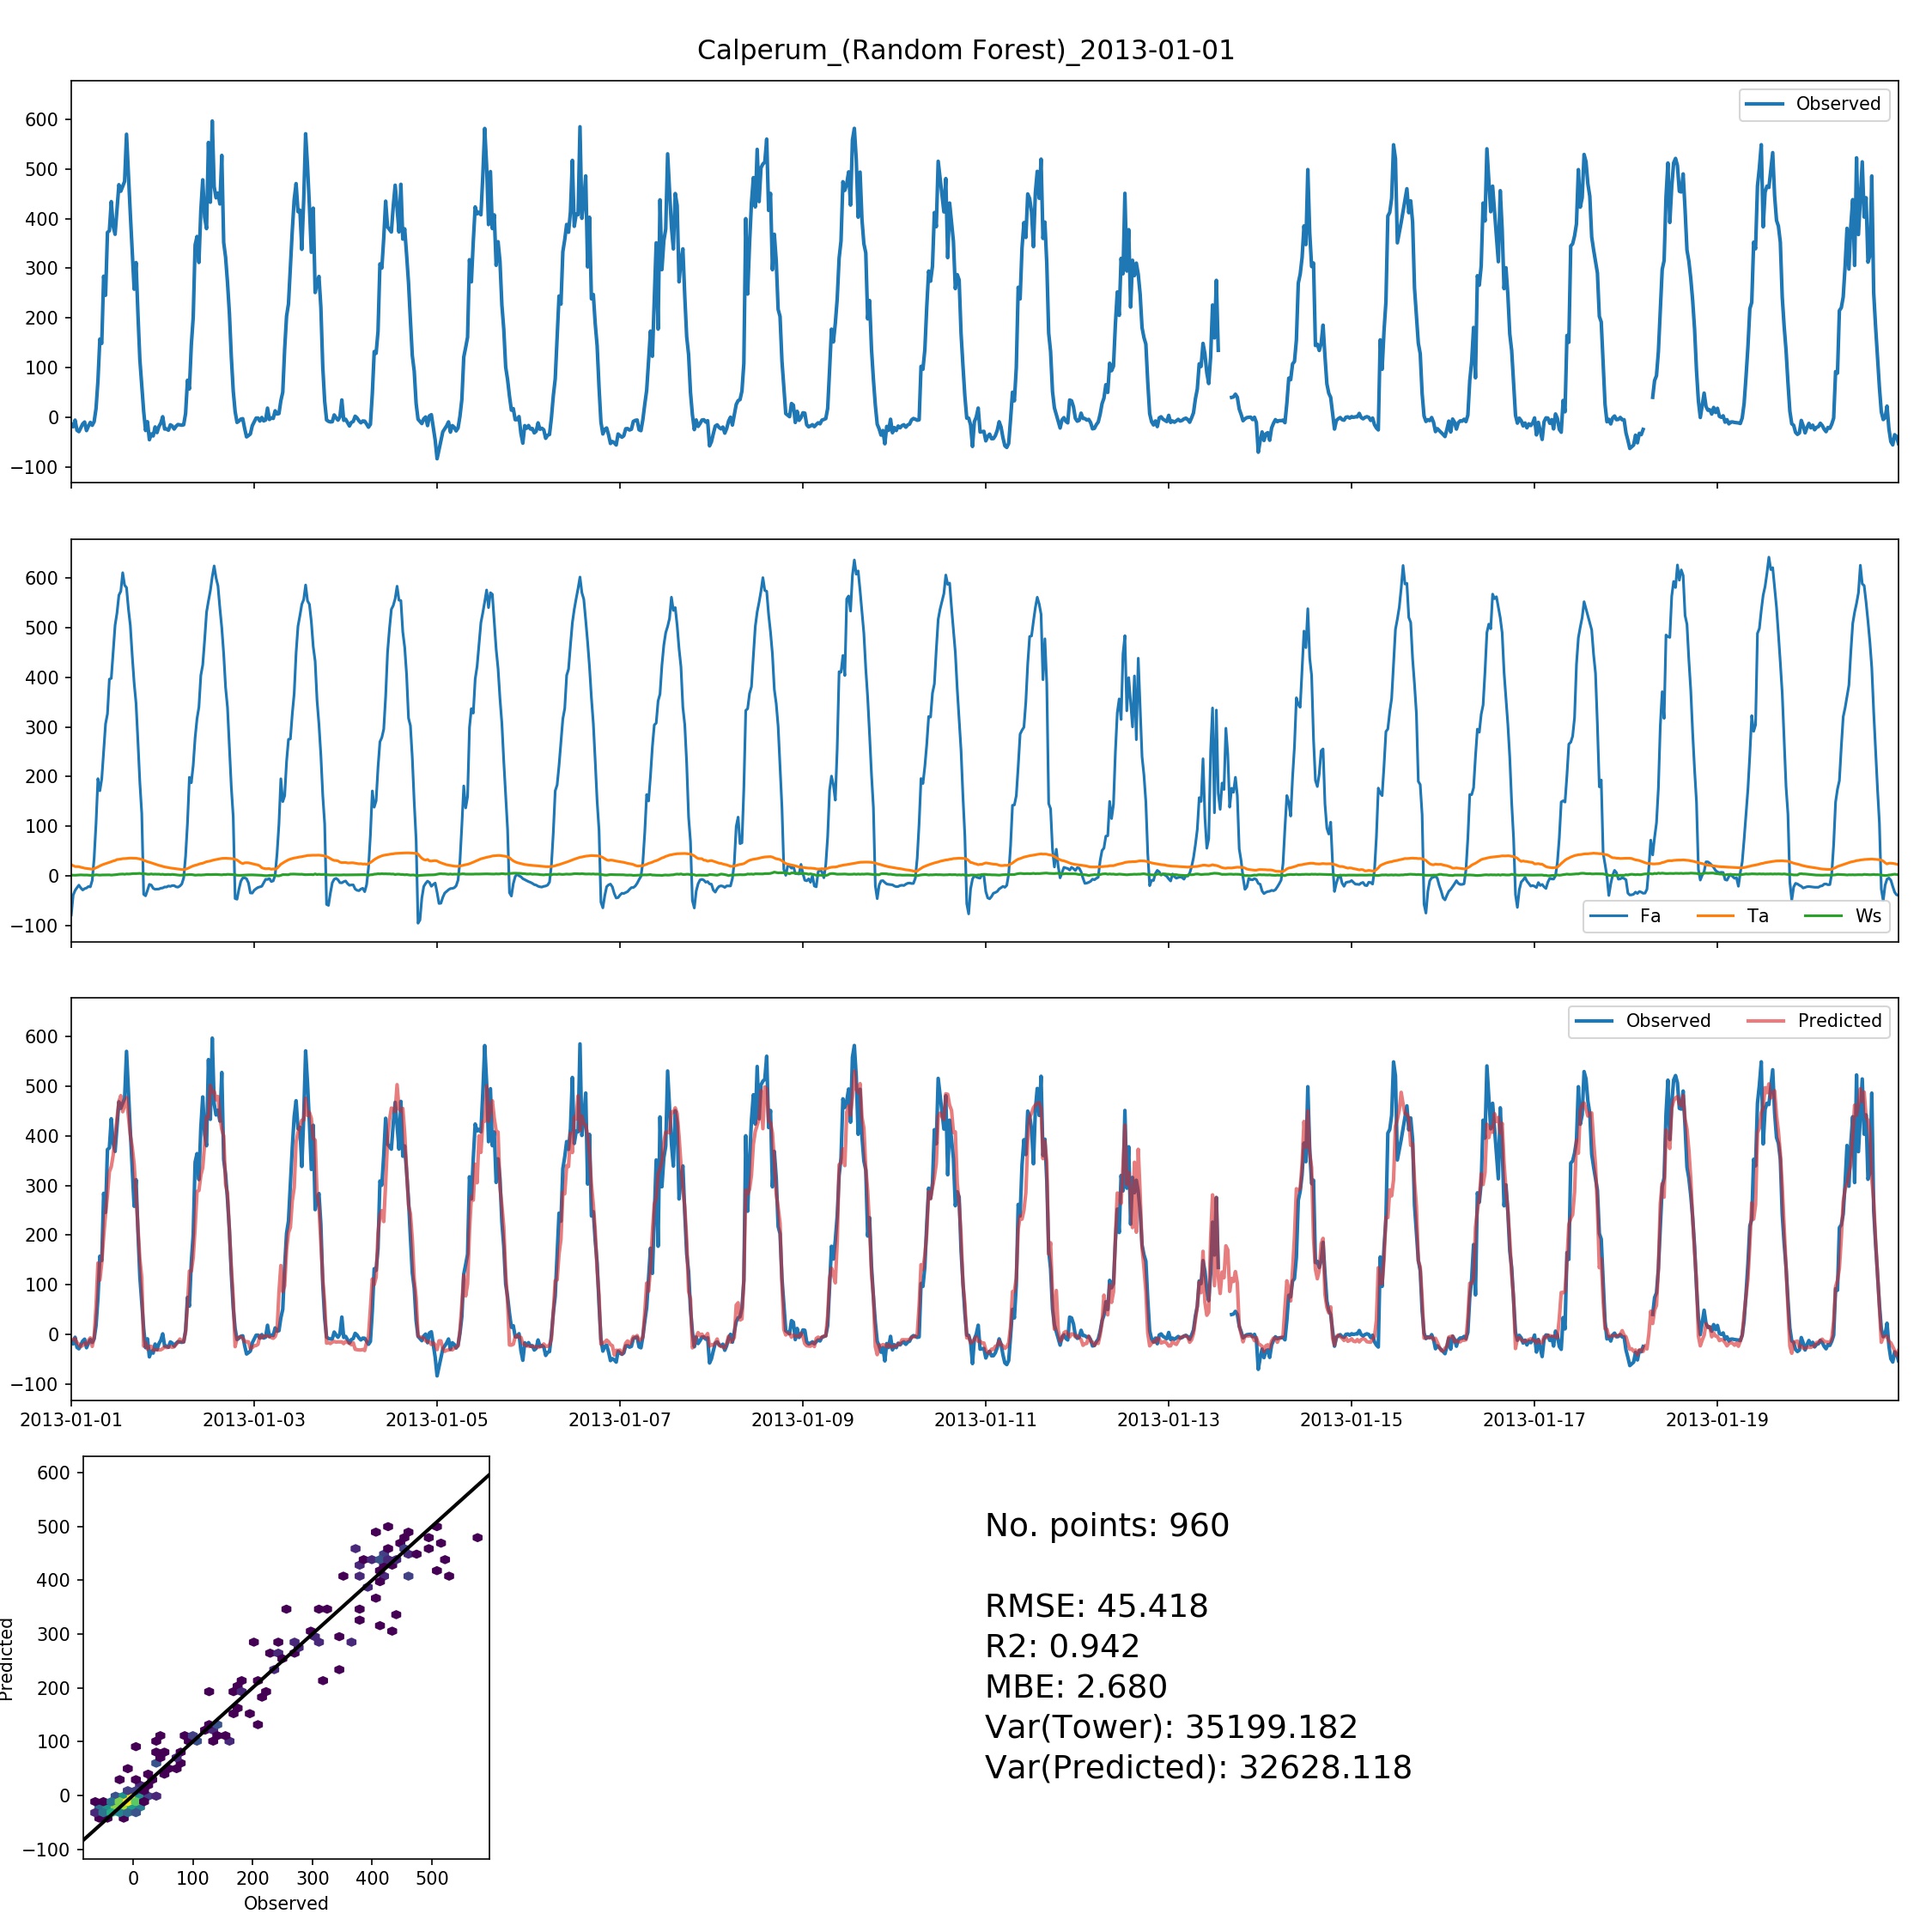 Calperum_(Random Forest)_2013-01-01
600
500
400
300
200
100
0
−100
Observed
600
500
400
300
200
100
0
−100
Fa Ta Ws
600
500
400
300
200
100
0
−100
Observed Predicted
2013-01-01 2013-01-03 2013-01-05 2013-01-07 2013-01-09 2013-01-11 2013-01-13 2013-01-15 2013-01-17 2013-01-19
Predicted
600
500
400
300
200
100
0
−100
0 100 200 300 400 500
Observed
No. points: 960
RMSE: 45.418
R2: 0.942
MBE: 2.680
Var(Tower): 35199.182
Var(Predicted): 32628.118